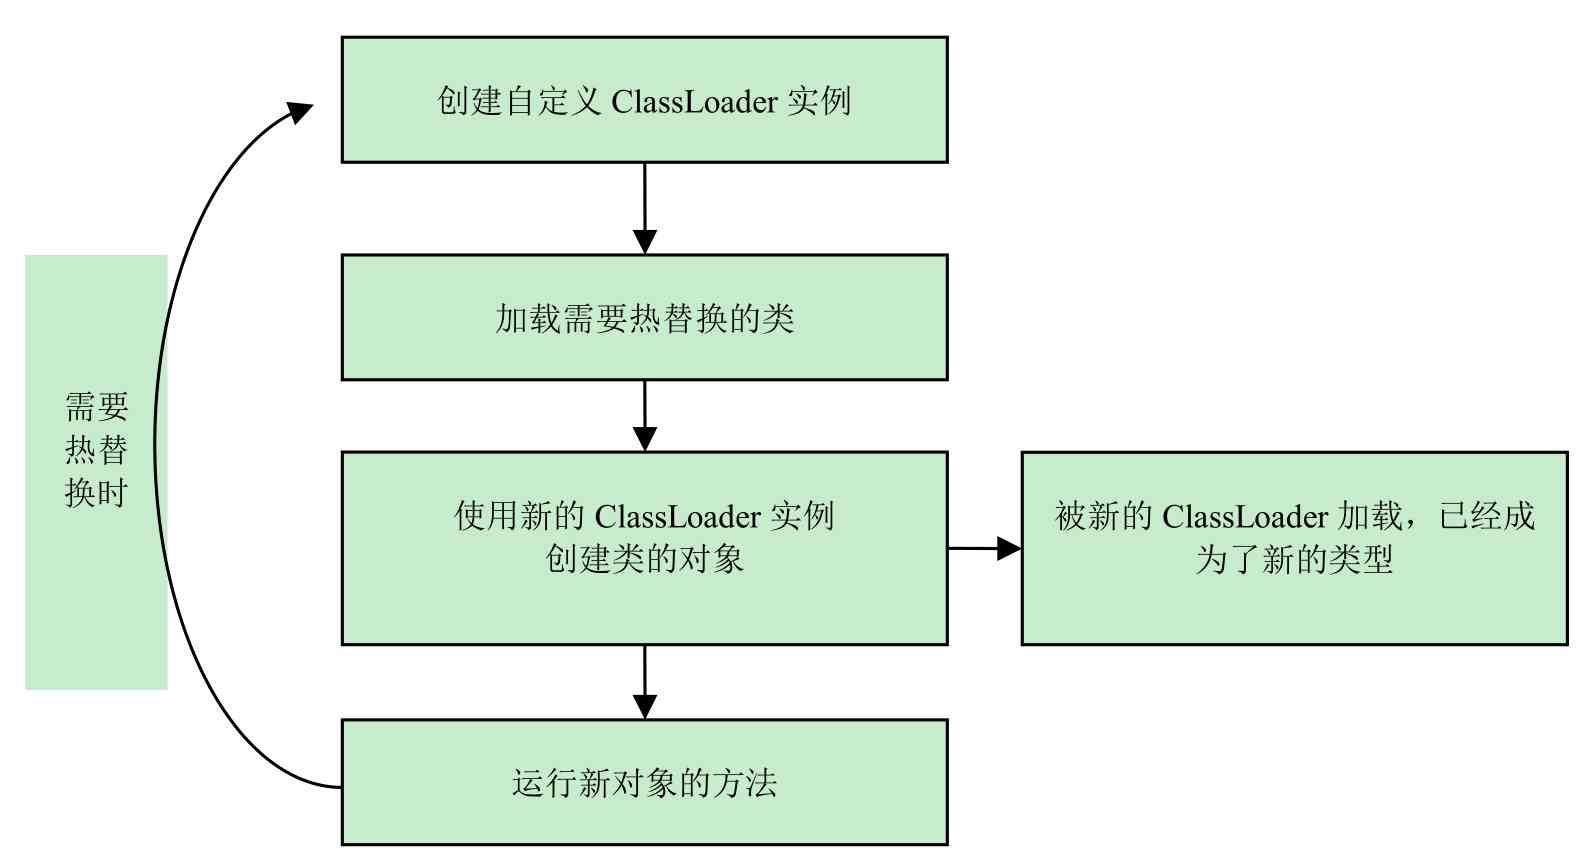 创建自定义 ClassLoader 实例
加载需要热替换的类
需要
热替
换时
使用新的 ClassLoader 实例
创建类的对象
被新的 ClassLoader 加载，已经成
为了新的类型
运行新对象的方法